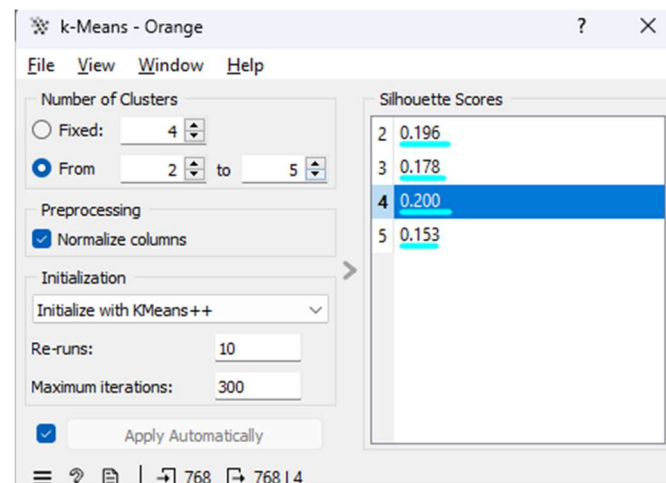 k-Means - Orange
File View Window Help
Number of Clusters
Fixed: 4
From 2 to 5
Preprocessing
Normalize columns
Initialization
Initialize with KMeans++
Re-runs: 10
Maximum iterations: 300
Apply Automatically
768 768 | 4
Silhouette Scores
2 0.196
3 0.178
4 0.200
5 0.153